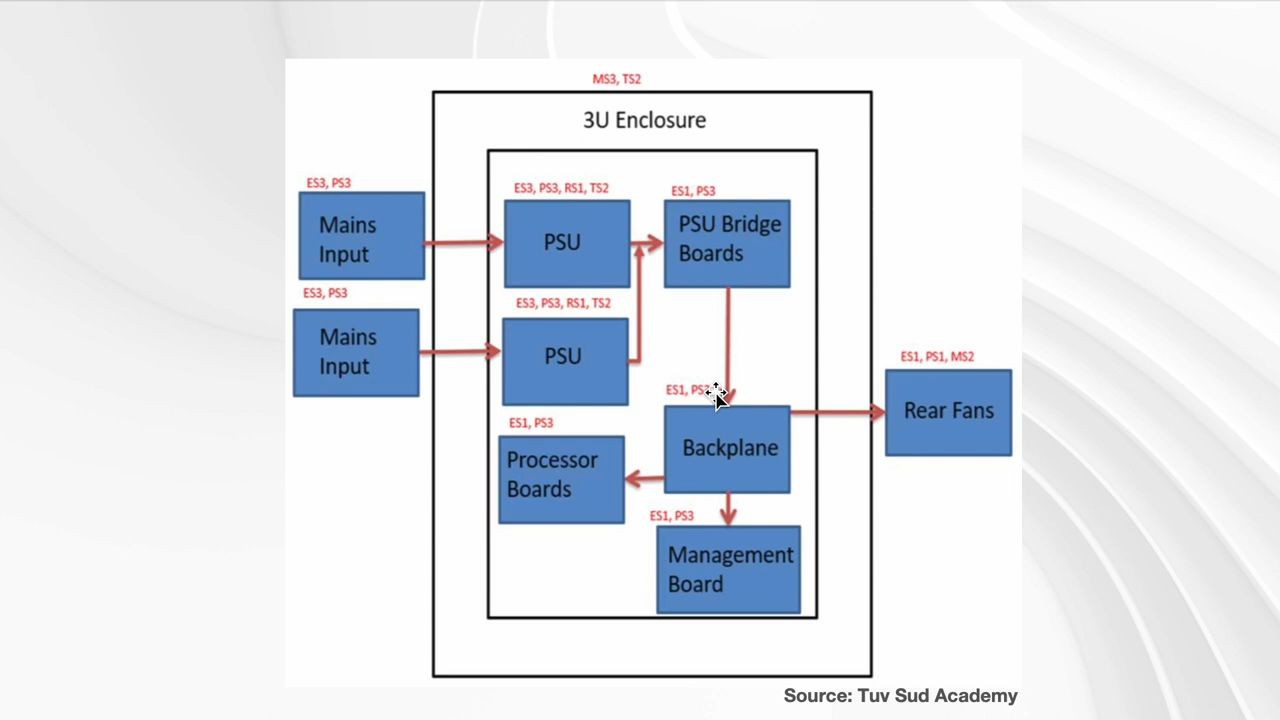 MS3, TS2
3U Enclosure
ES3, PS3
Mains
Input
ES3, PS3, RS1, TS2
PSU
ES1, PS3
PSU Bridge
Boards
ES3, PS3
Mains
Input
ES3, PS3, RS1, TS2
PSU
ES1, PS1, MS2
Rear Fans
ES1,
Backplane
ES1, PS3
Processor
Boards
ES1, PS3
Management
Board
Source: Tuv Sud Academy